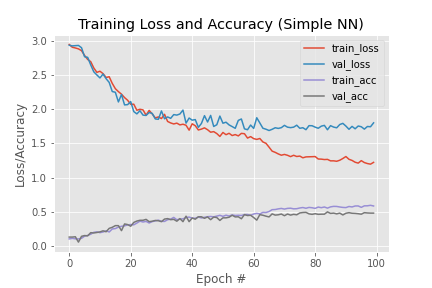 Training Loss and Accuracy (Simple NN)
3.0
2.5
2.0
1.5
1.0
0.5
0.0
Loss/Accuracy
train_loss
val_loss
train_acc
val_acc
0
20
40
60
80
100
Epoch #